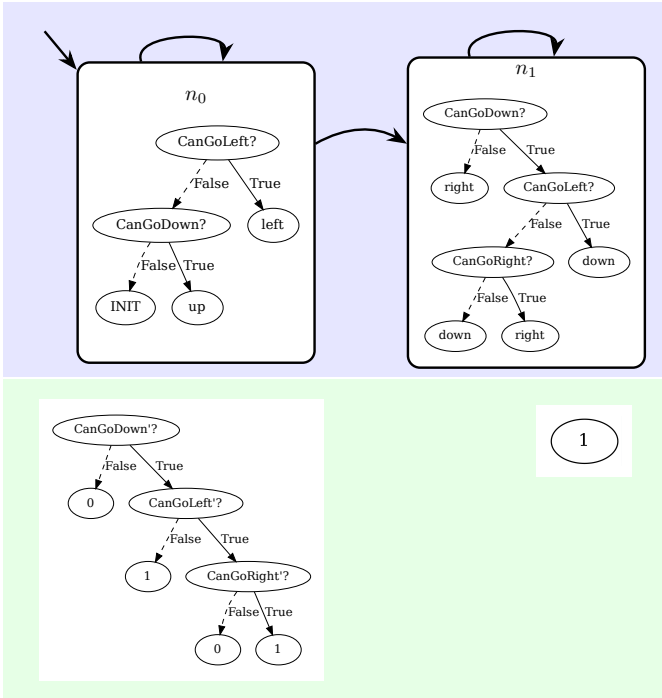 n0
CanGoLeft?
False True
CanGoDown? left
False True
INIT up
n1
CanGoDown?
False True
right CanGoLeft?
False True
CanGoRight? down
False True
down right
CanGoDown'?
False True
0 CanGoLeft'?
False True
1 CanGoRight'?
False True
0 1
1